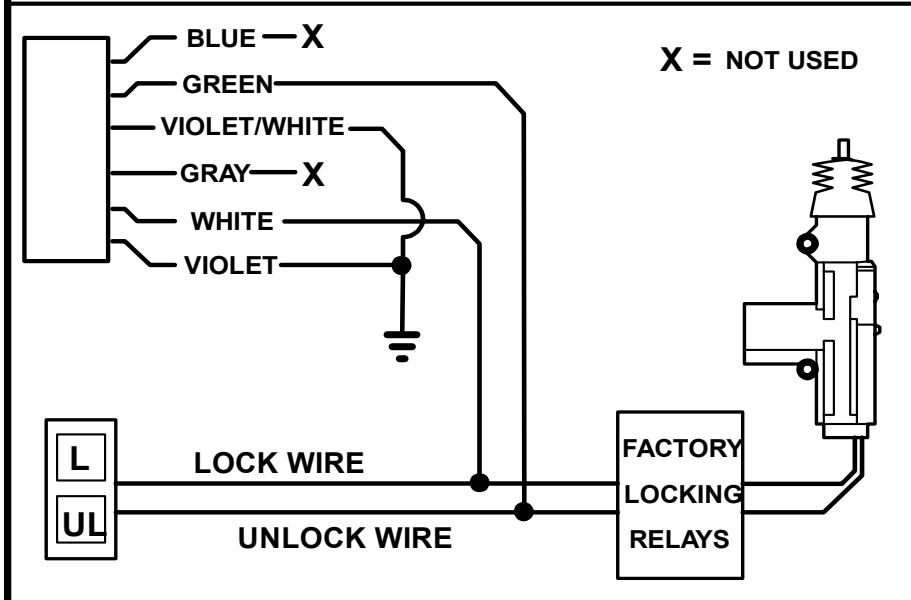 BLUE X
X = NOT USED
GREEN
VIOLET/WHITE
GRAY X
WHITE
VIOLET
L
LOCK WIRE
UL
UNLOCK WIRE
FACTORY
LOCKING
RELAYS